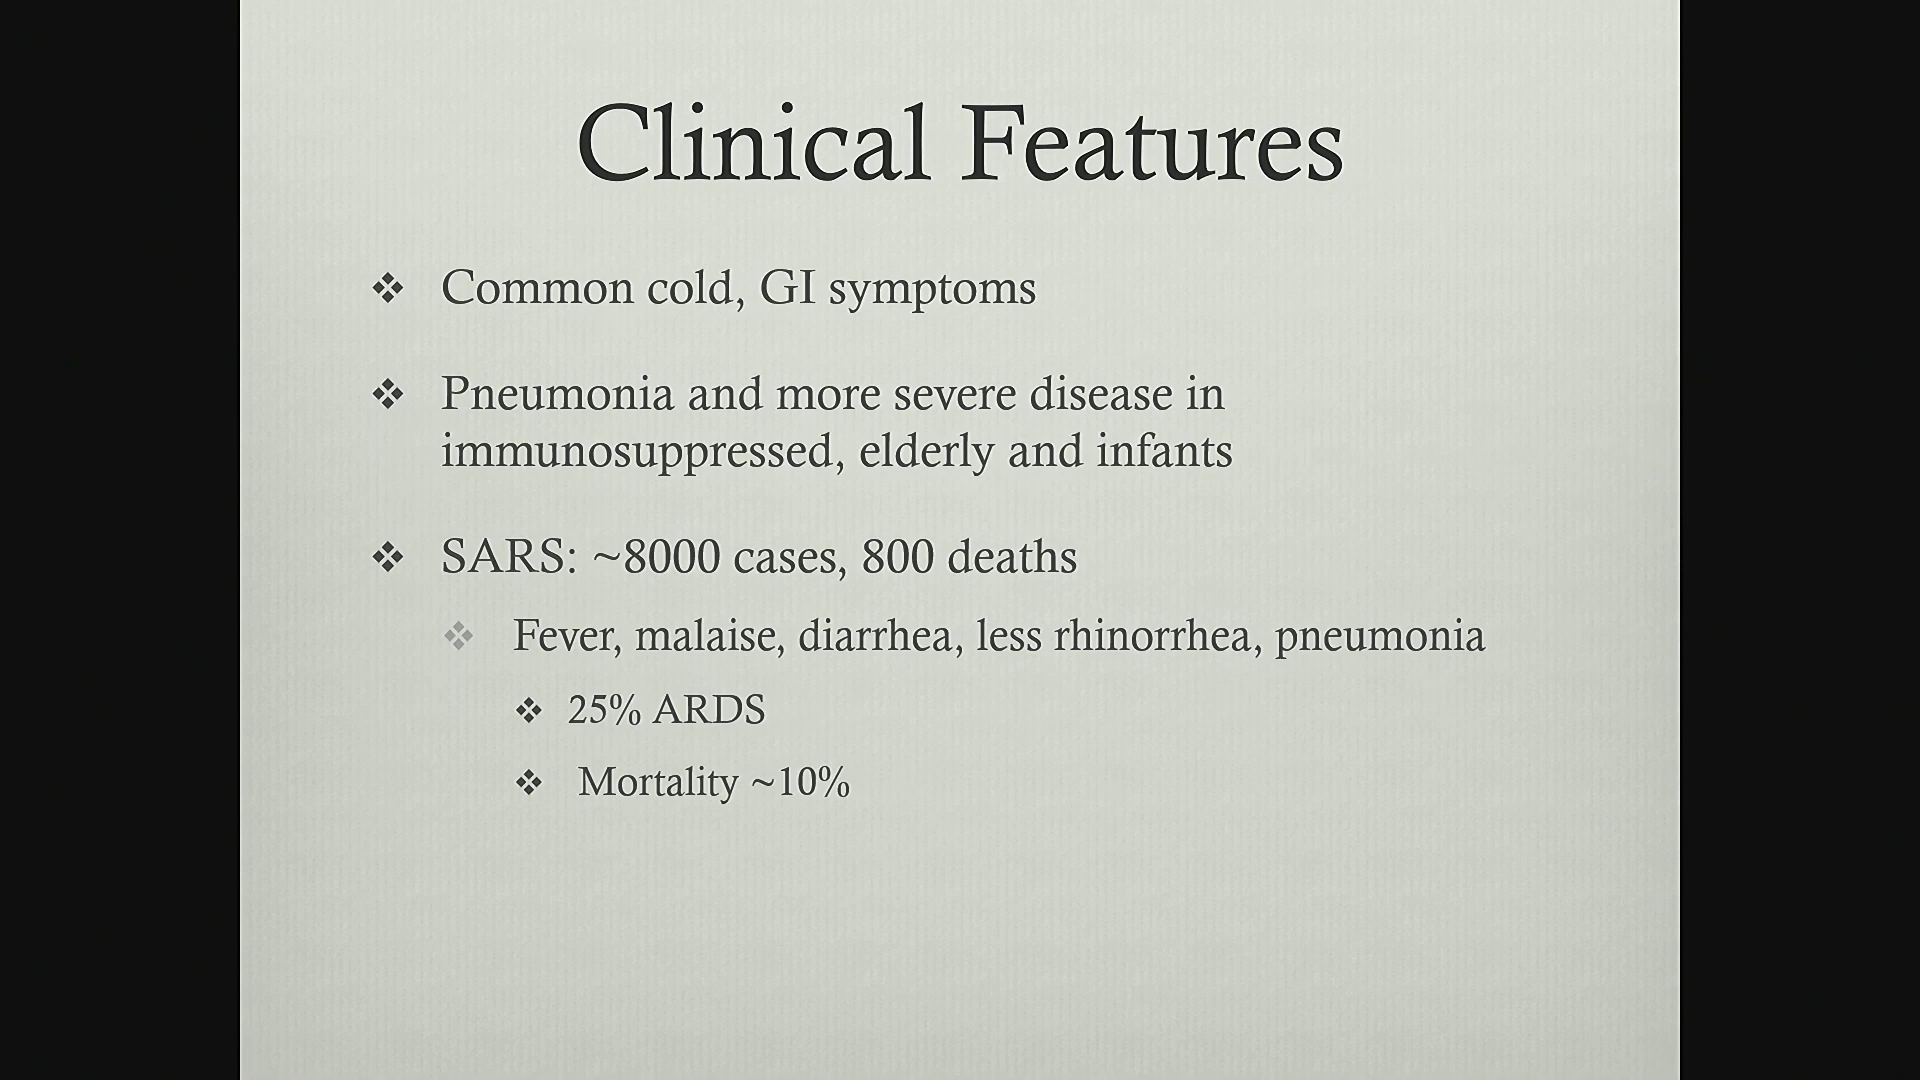 Clinical Features
❖ Common cold, GI symptoms
❖ Pneumonia and more severe disease in
immunosuppressed, elderly and infants
❖ SARS: ~8000 cases, 800 deaths
❖ Fever, malaise, diarrhea, less rhinorrhea, pneumonia
❖ 25% ARDS
❖ Mortality ~10%